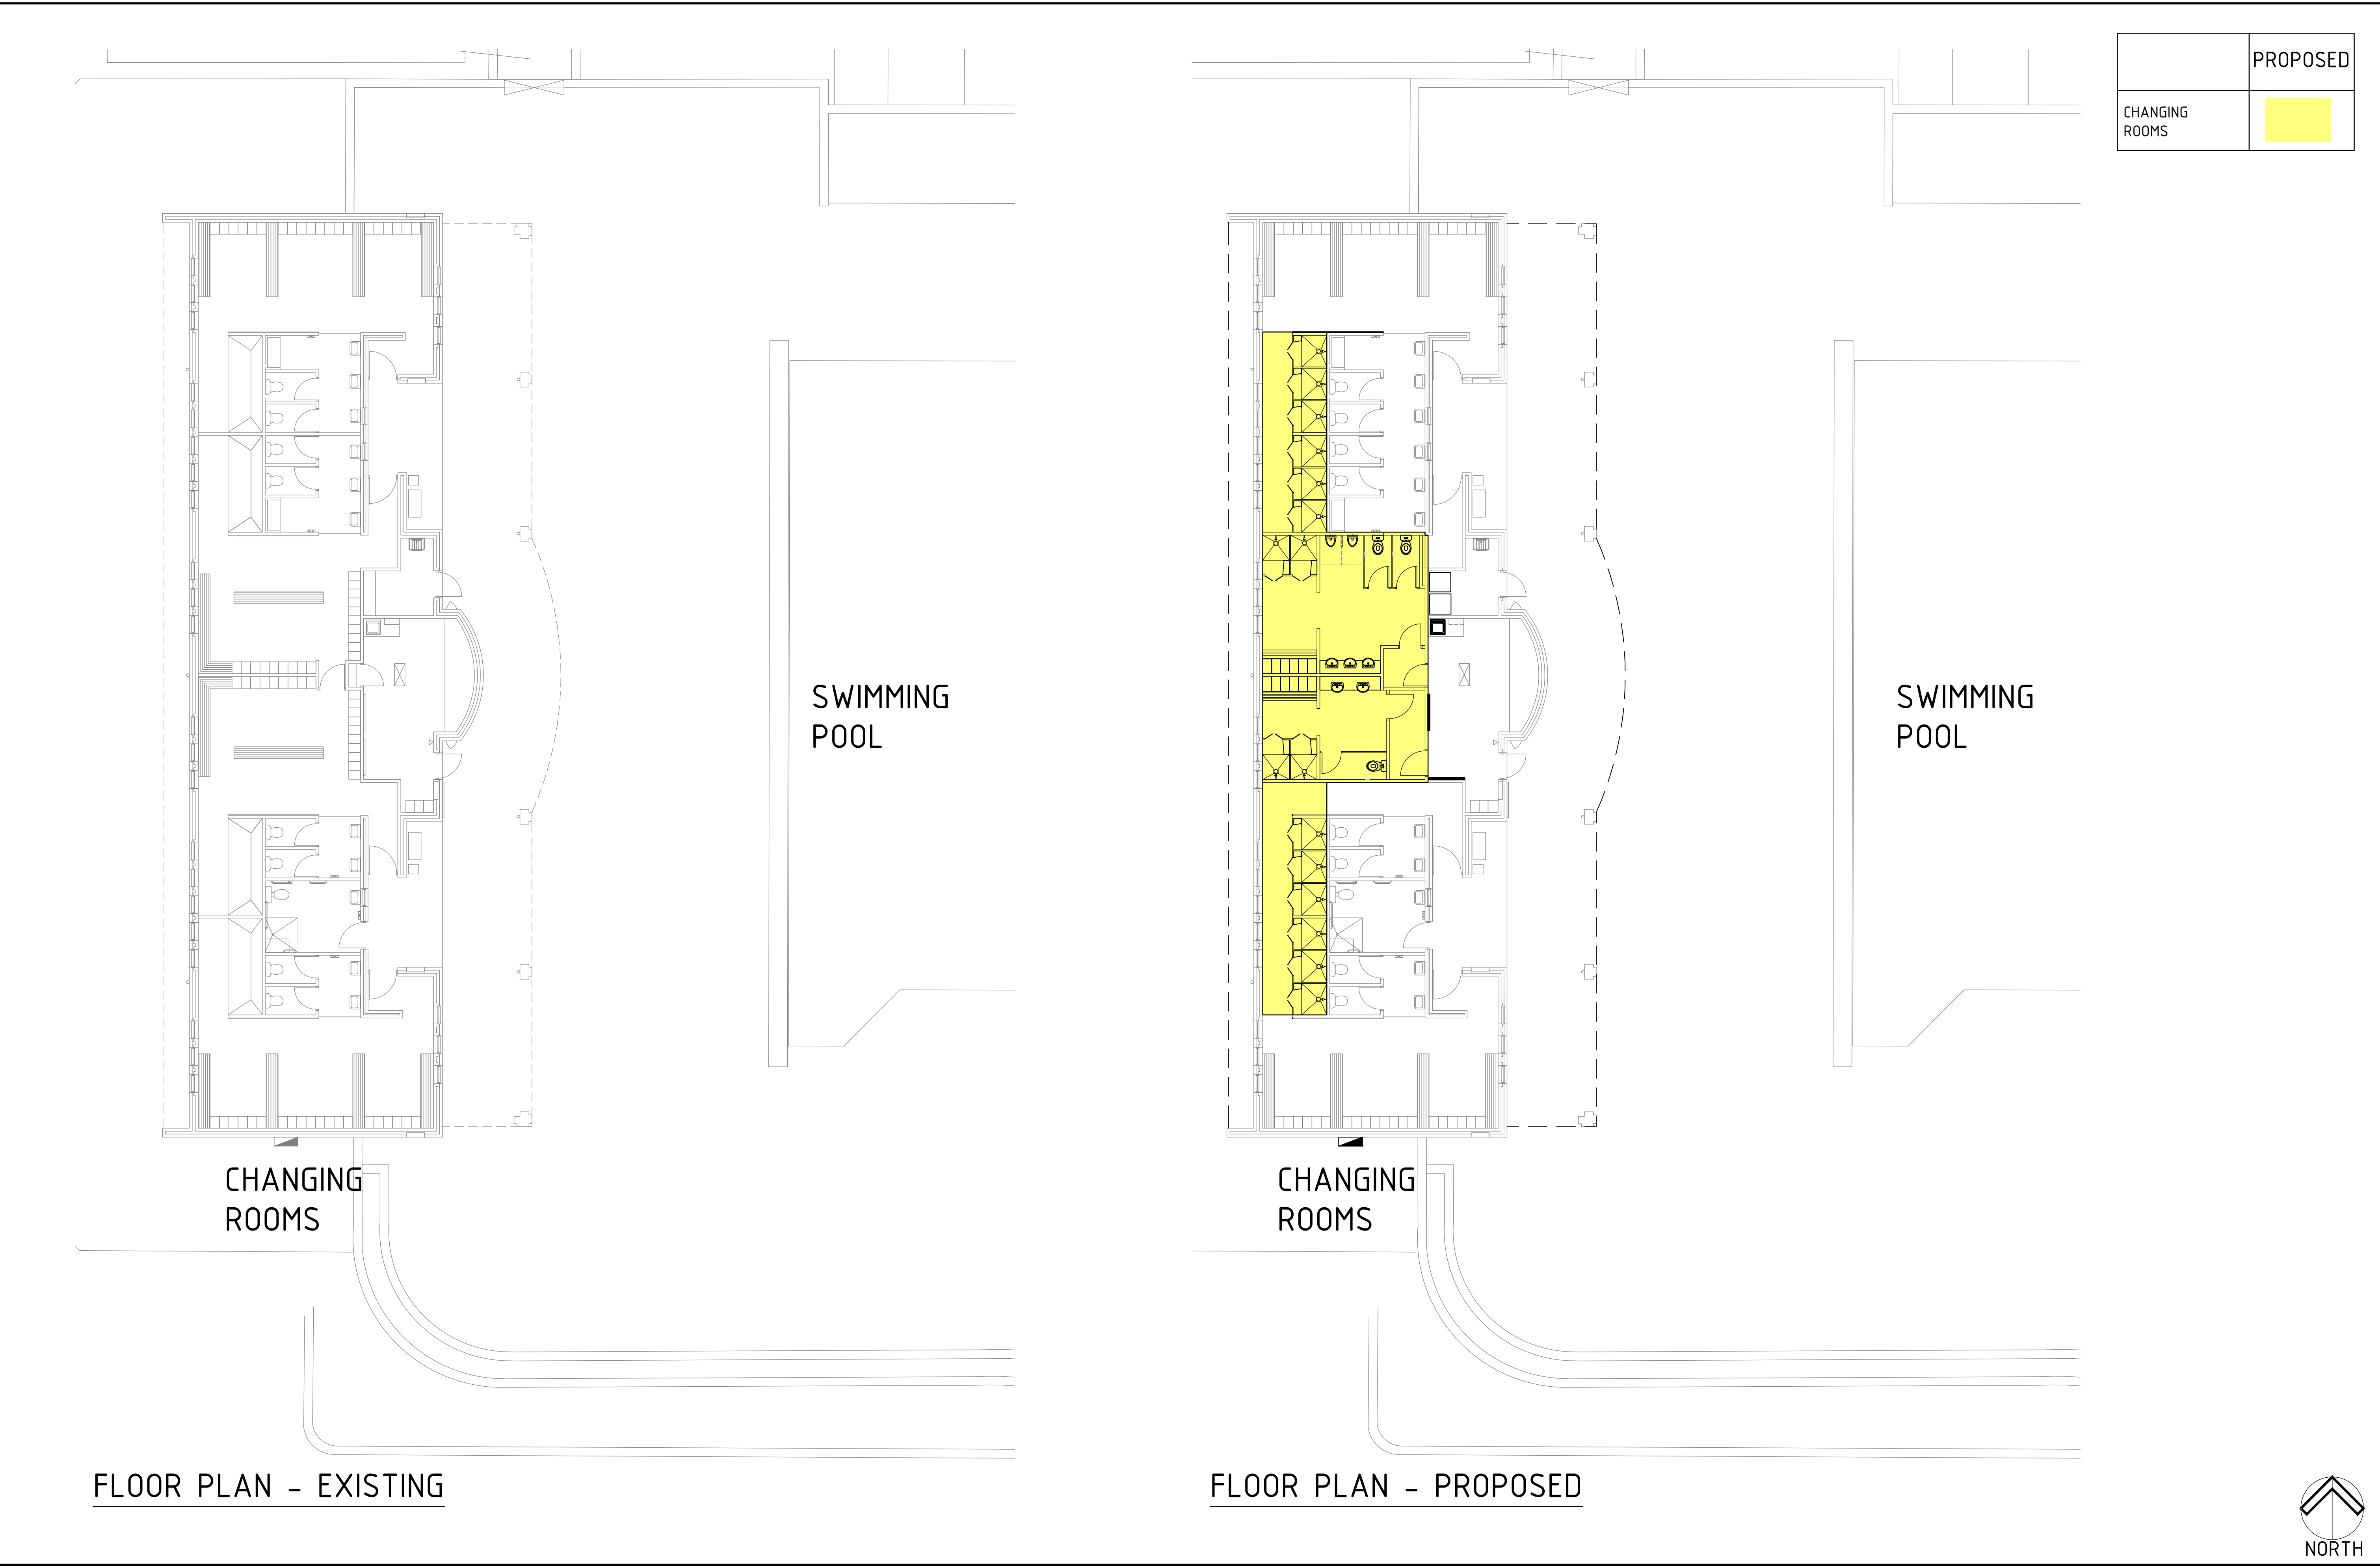 PROPOSED
CHANGING
ROOMS
SWIMMING
POOL
SWIMMING
POOL
CHANGING
ROOMS
CHANGING
ROOMS
FLOOR PLAN - EXISTING
FLOOR PLAN - PROPOSED
NORTH